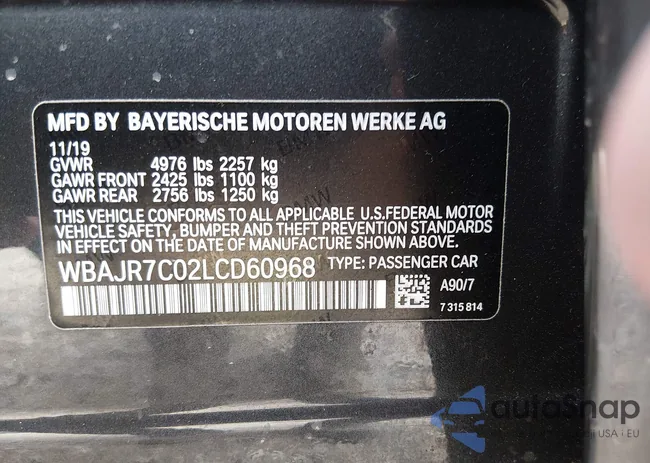 MFD BY BAYERISCHE MOTOREN WERKE AG
11/19
GVWR 4976 lbs 2257 kg
GAWR FRONT 2425 lbs 1100 kg
GAWR REAR 2756 lbs 1250 kg
THIS VEHICLE CONFORMS TO ALL APPLICABLE U.S.FEDERAL MOTOR
VEHICLE SAFETY, BUMPER AND THEFT PREVENTION STANDARDS
IN EFFECT ON THE DATE OF MANUFACTURE SHOWN ABOVE.
WBAJR7C02LCD60968 TYPE: PASSENGER CAR
A90/7
7 315 814
autoSnap
USA - EU